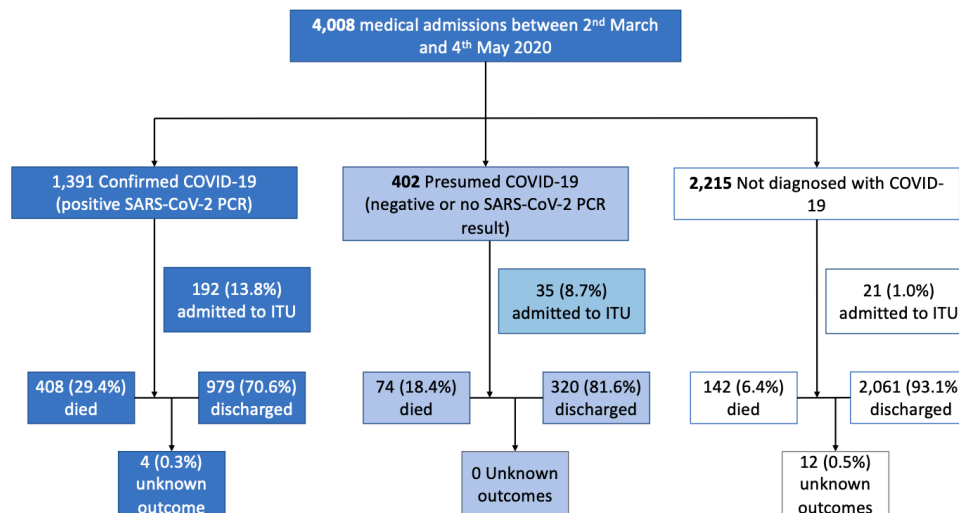 4,008 medical admissions between 2nd March
and 4th May 2020
1,391 Confirmed COVID-19
(positive SARS-CoV-2 PCR)
402 Presumed COVID-19
(negative or no SARS-CoV-2 PCR
result)
2,215 Not diagnosed with COVID-
19
192 (13.8%)
admitted to ITU
35 (8.7%)
admitted to ITU
21 (1.0%)
admitted to ITU
408 (29.4%)
died
979 (70.6%)
discharged
74 (18.4%)
died
320 (81.6%)
discharged
142 (6.4%)
died
2,061 (93.1%)
discharged
4 (0.3%)
unknown
outcome
0 Unknown
outcomes
12 (0.5%)
unknown
outcomes